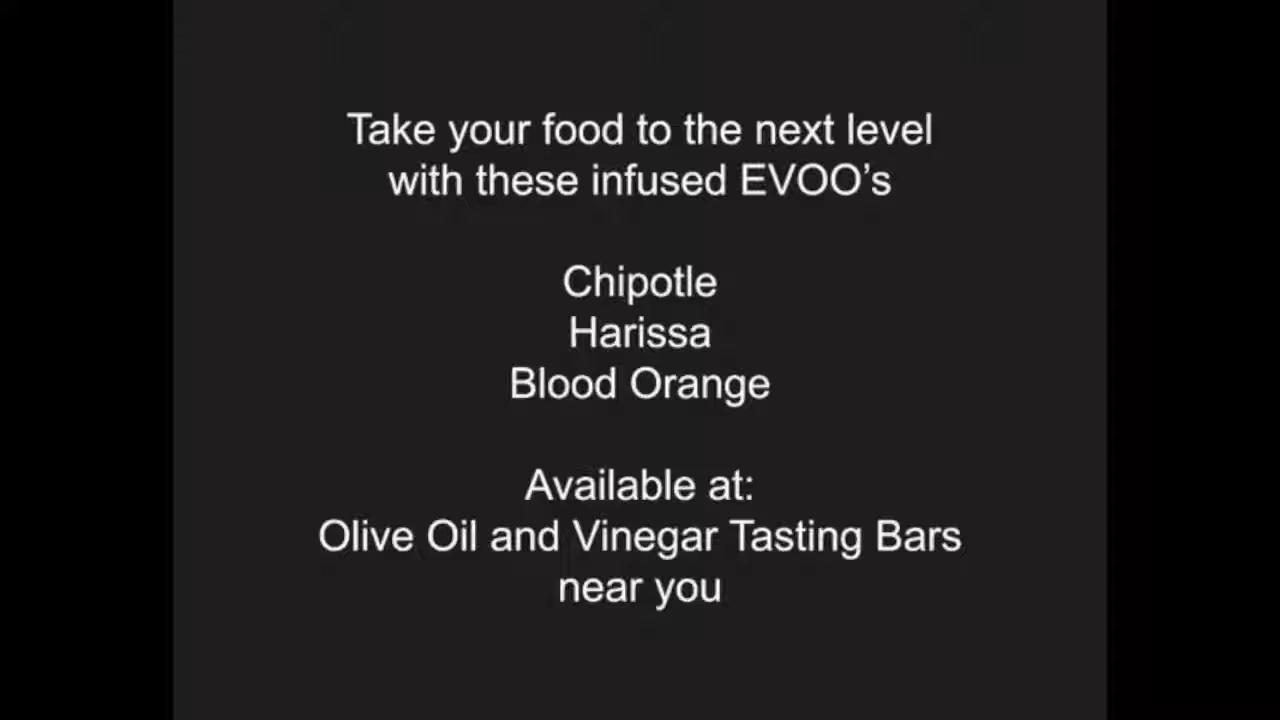 Take your food to the next level
with these infused EVOO’s
Chipotle
Harissa
Blood Orange
Available at:
Olive Oil and Vinegar Tasting Bars
near you